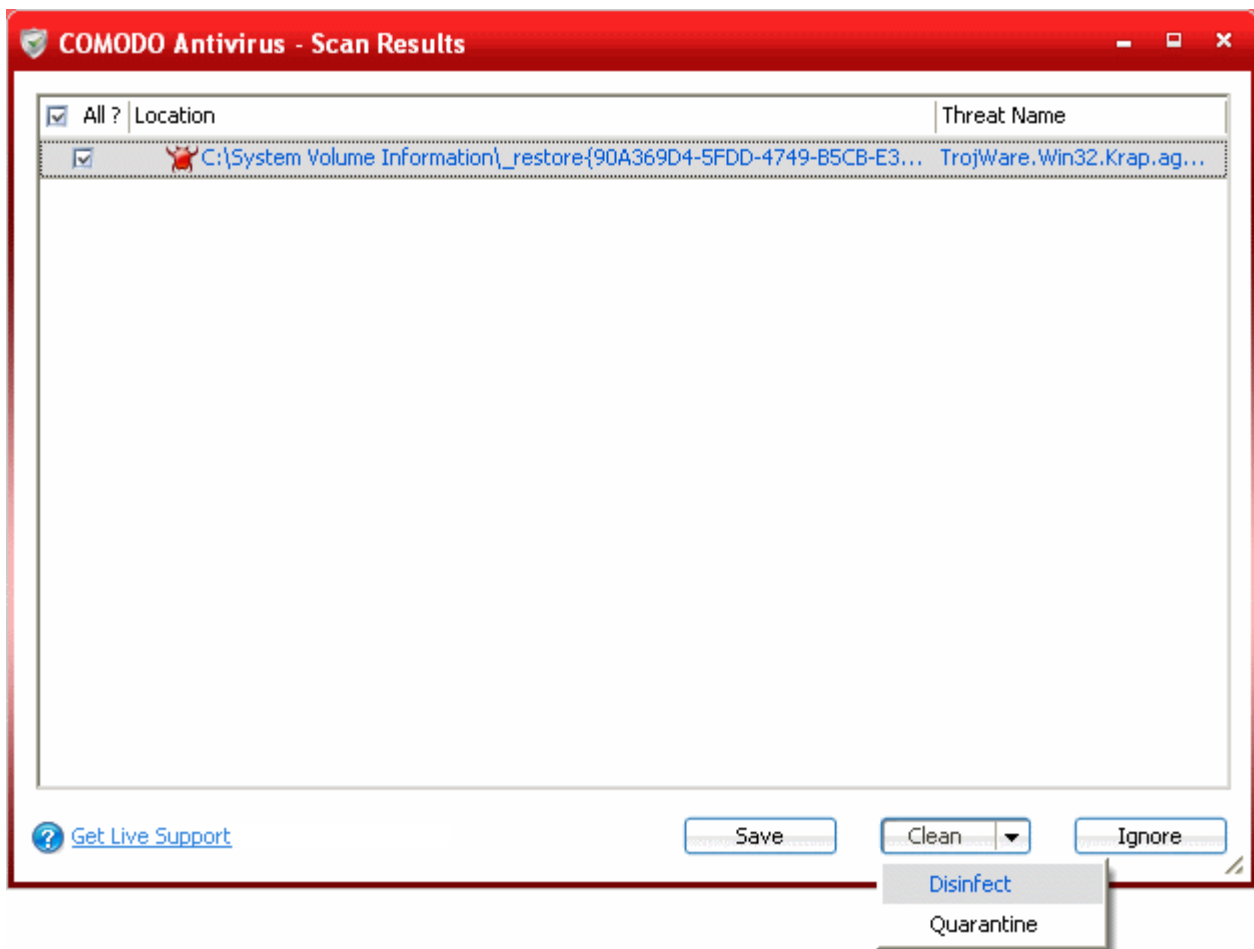 COMODO Antivirus - Scan Results
All ? Location Threat Name
C:\System Volume Information\_restore{90A369D4-5FDD-4749-B5CB-E3... TrojWare.Win32.Krap.ag...
Get Live Support Save Clean Ignore
Disinfect
Quarantine